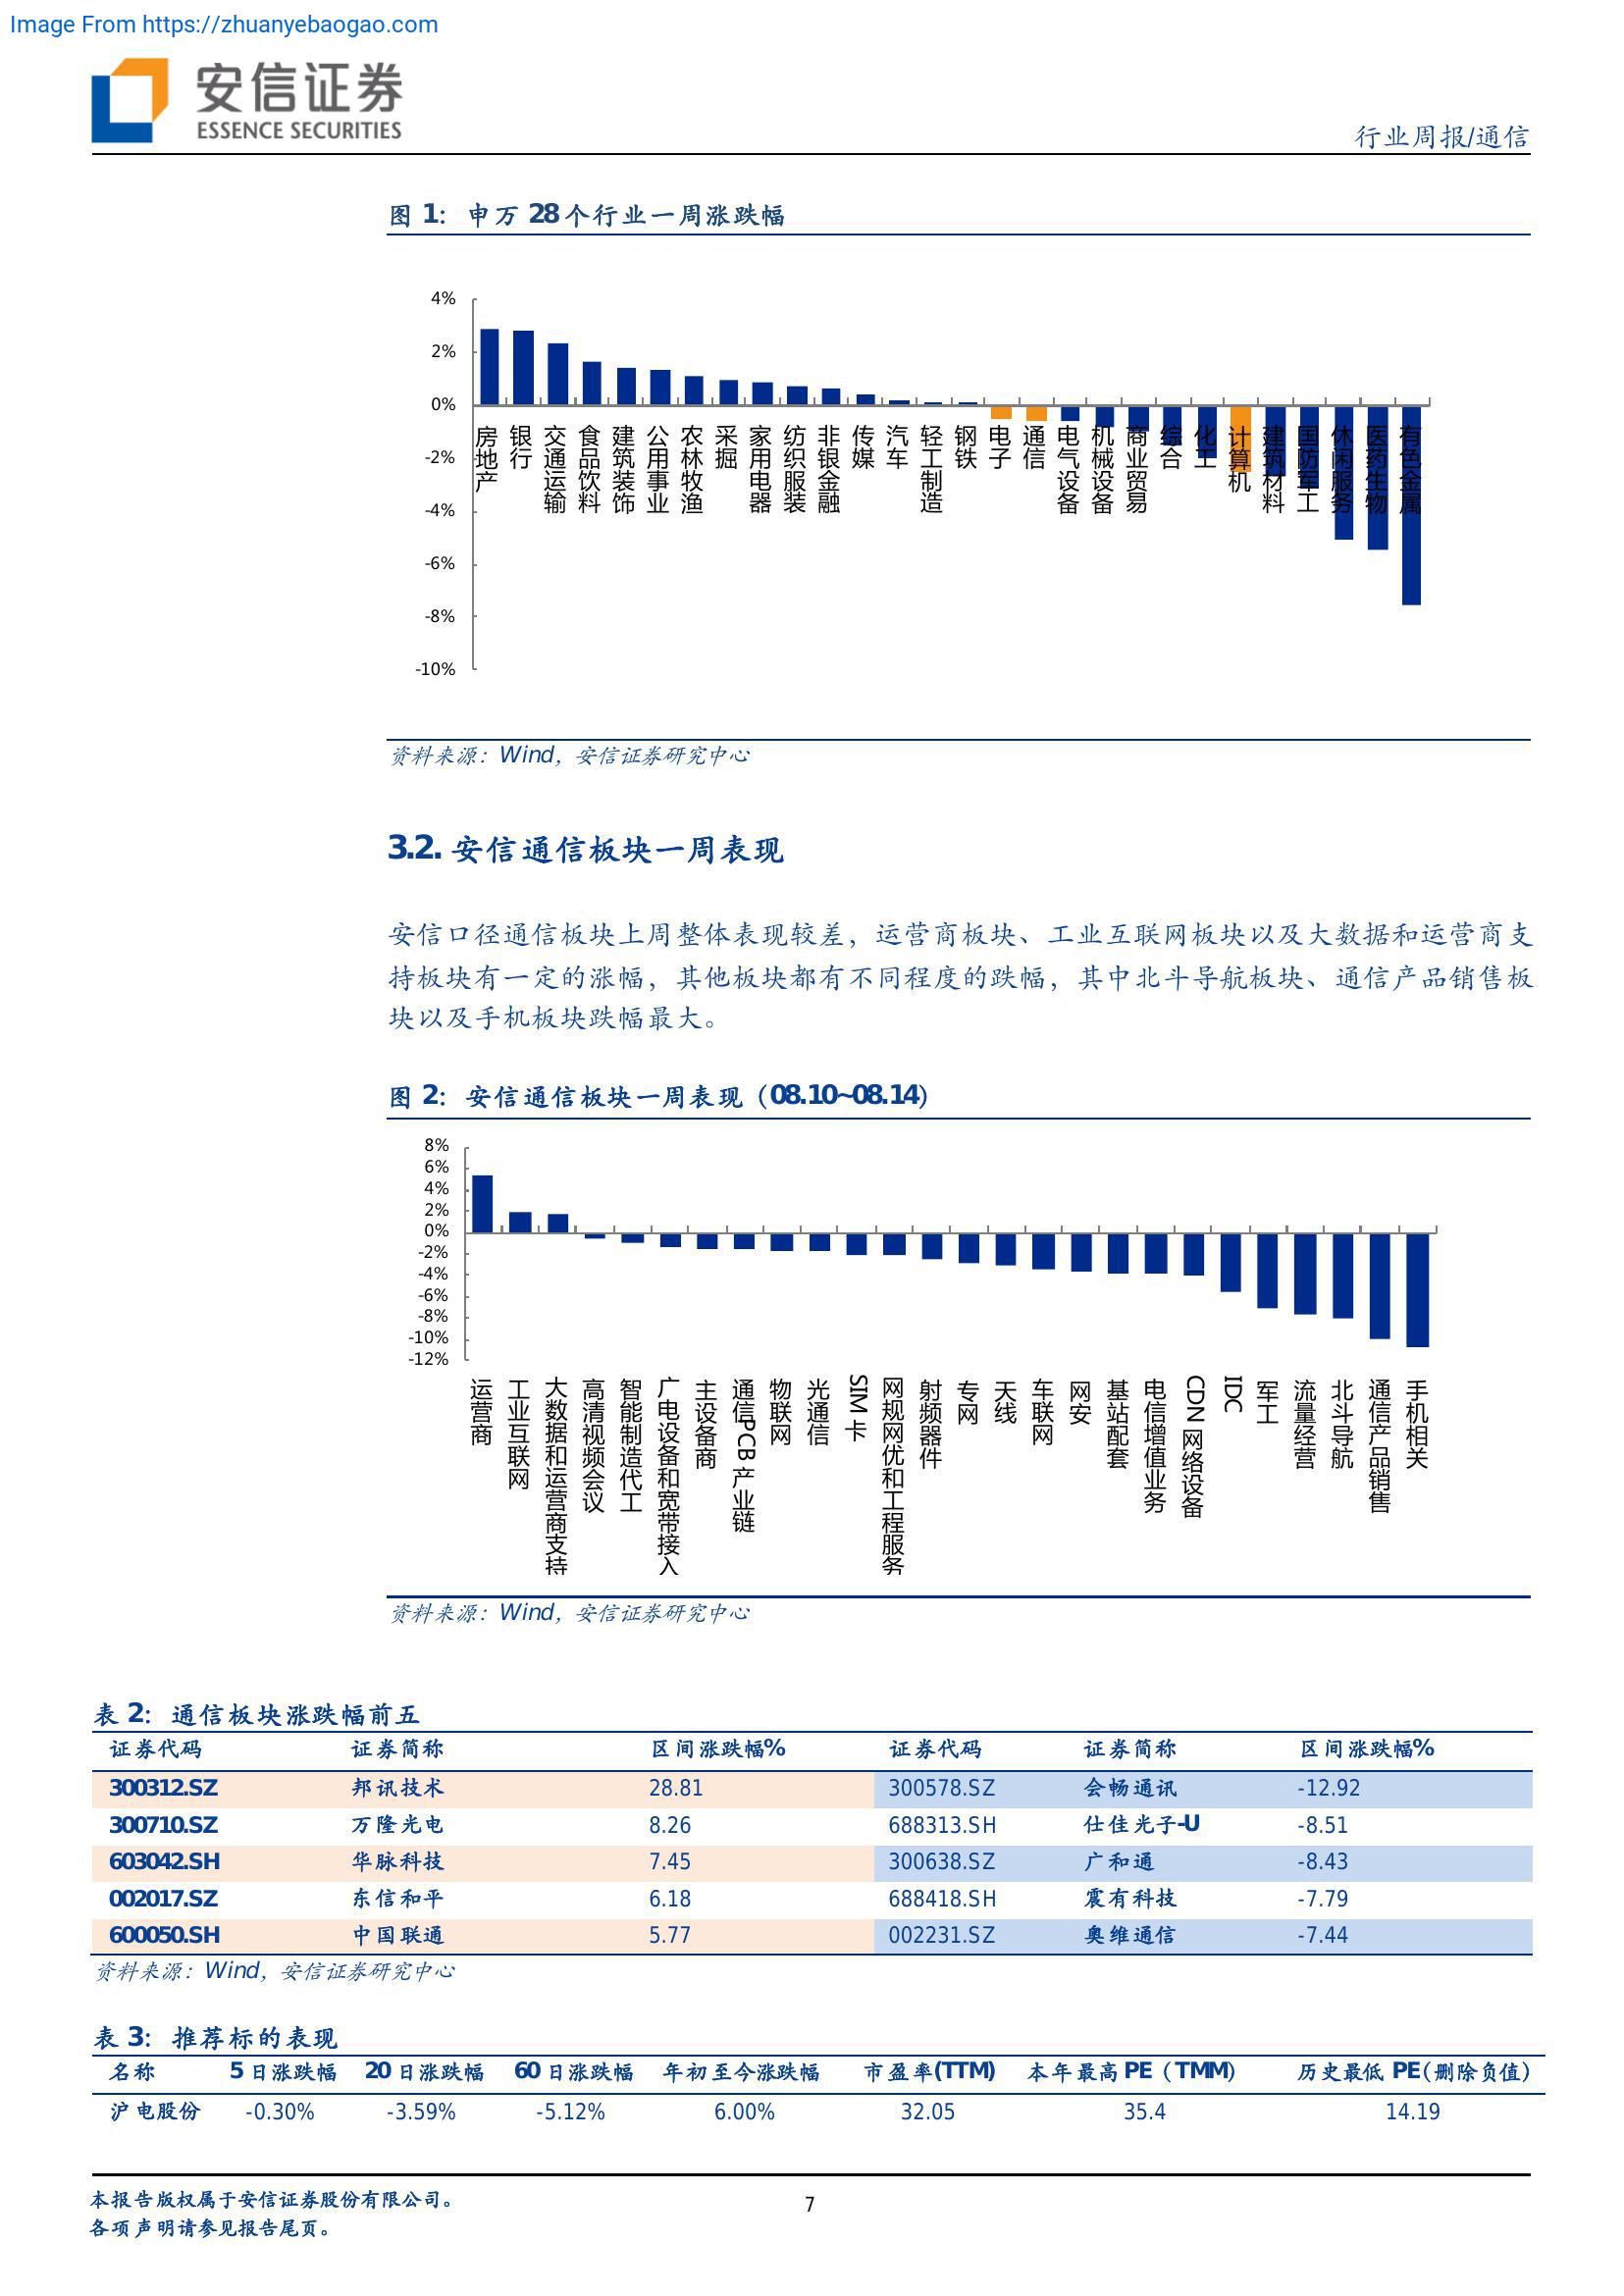 Image From https://zhuanyebaogao.com
安信证券
ESSENCE SECURITIES
行业周报/通信
图 1: 申万 28个行业一周涨跌幅
4%
2%
0%
-2%
-4%
-6%
-8%
-10%
房地产
银行
交通运输
食品饮料
建筑装饰
公用事业
农林牧渔
采掘
家用电器
纺织服装
非银金融
传媒
汽车
轻工制造
钢铁
电子
通信
电气设备
机械设备
商业贸易
综合
化工
计算机
建筑材料
国防军工
休闲服务
医药生物
有色金属
资料来源:Wind, 安信证券研究中心
3.2. 安信通信板块一周表现
安信口径通信板块上周整体表现较差，运营商板块、工业互联网板块以及大数据和运营商支
持板块有一定的涨幅，其他板块都有不同程度的跌幅，其中北斗导航板块、通信产品销售板
块以及手机板块跌幅最大。
图 2: 安信通信板块一周表现（08.10~08.14）
8%
6%
4%
2%
0%
-2%
-4%
-6%
-8%
-10%
-12%
运营商
工业互联网
大数据和运营商支持
高清视频会议
智能制造代工
广电设备和宽带接入
主设备商
通信PCB 产业链
物联网
光通信
SIM 卡
网规网优和工程服务
射频器件
专网
天线
车联网
网安
基站配套
电信增值业务
CDN 网络设备
IDC
军工
流量经营
北斗导航
通信产品销售
手机相关
资料来源:Wind, 安信证券研究中心
表 2: 通信板块涨跌幅前五
证券代码 证券简称 区间涨跌幅% 证券代码 证券简称 区间涨跌幅%
300312.SZ 邦讯技术 28.81 300578.SZ 会畅通讯 -12.92
300710.SZ 万隆光电 8.26 688313.SH 仕佳光子-U -8.51
603042.SH 华脉科技 7.45 300638.SZ 广和通 -8.43
002017.SZ 东信和平 6.18 688418.SH 震有科技 -7.79
600050.SH 中国联通 5.77 002231.SZ 奥维通信 -7.44
资料来源:Wind, 安信证券研究中心
表 3: 推荐标的表现
名称 5 日涨跌幅 20 日涨跌幅 60 日涨跌幅 年初至今涨跌幅 市盈率(TTM) 本年最高 PE（TMM） 历史最低 PE(删除负值)
沪电股份 -0.30% -3.59% -5.12% 6.00% 32.05 35.4 14.19
本报告版权属于安信证券股份有限公司。
各项声明请参见报告尾页。
7